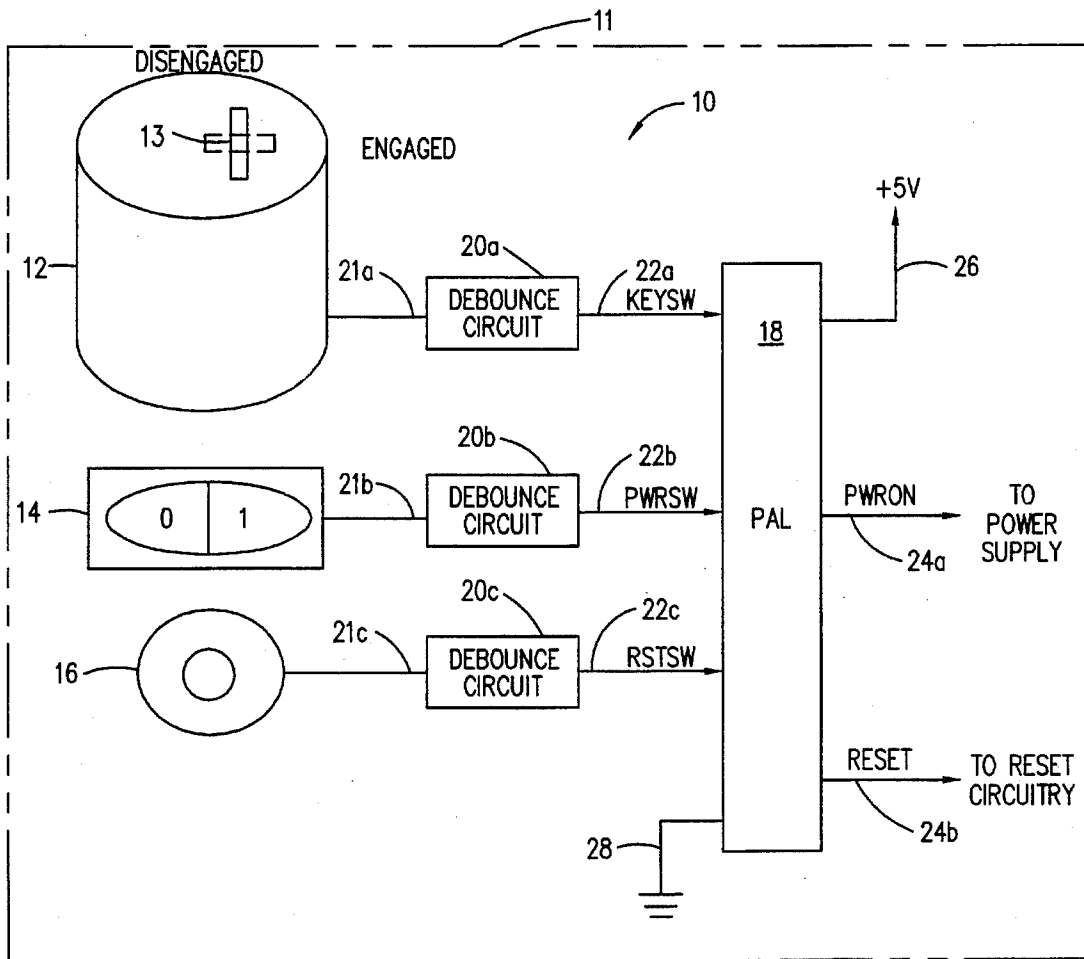 11
DISENGAGED
10
13
ENGAGED
+5V
12
21a
20a
22a
26
DEBOUNCE
CIRCUIT
KEYSW
18
14
0
1
21b
20b
22b
DEBOUNCE
CIRCUIT
PWRSW
PAL
PWRON
24a
TO
POWER
SUPPLY
16
21c
20c
22c
DEBOUNCE
CIRCUIT
RSTSW
RESET
24b
TO RESET
CIRCUITRY
28